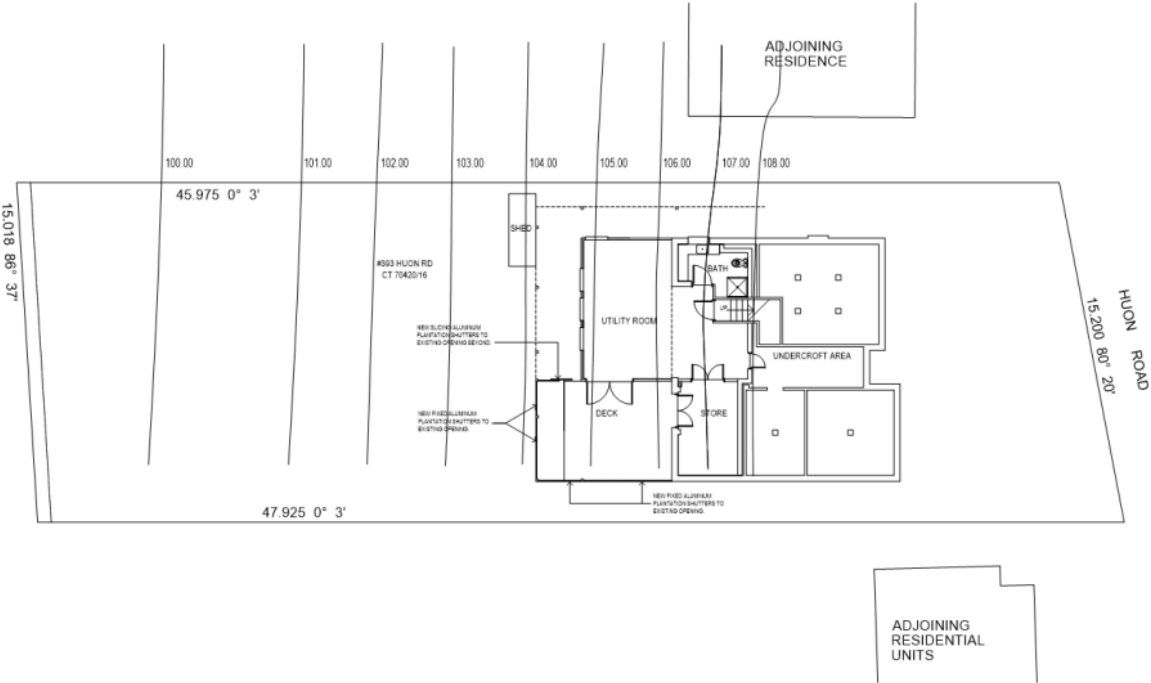 ADJOINING
RESIDENCE
100.00
101.00
102.00
103.00
104.00
105.00
106.00
107.00
108.00
45.975 0° 3'
15.018 86° 37'
SHED
#393 HUON RD
CT 70420/16
BATH
UP
UTILITY ROOM
NEW SLIDING ALUMINUM
PLANTATION SHUTTERS TO
EXISTING OPENING BEYOND.
UNDERCROFT AREA
HUON ROAD
15.200 80° 20'
NEW FIXED ALUMINUM
PLANTATION SHUTTERS TO
EXISTING OPENING.
DECK
STORE
NEW FIXED ALUMINUM
PLANTATION SHUTTERS TO
EXISTING OPENING.
47.925 0° 3'
ADJOINING
RESIDENTIAL
UNITS